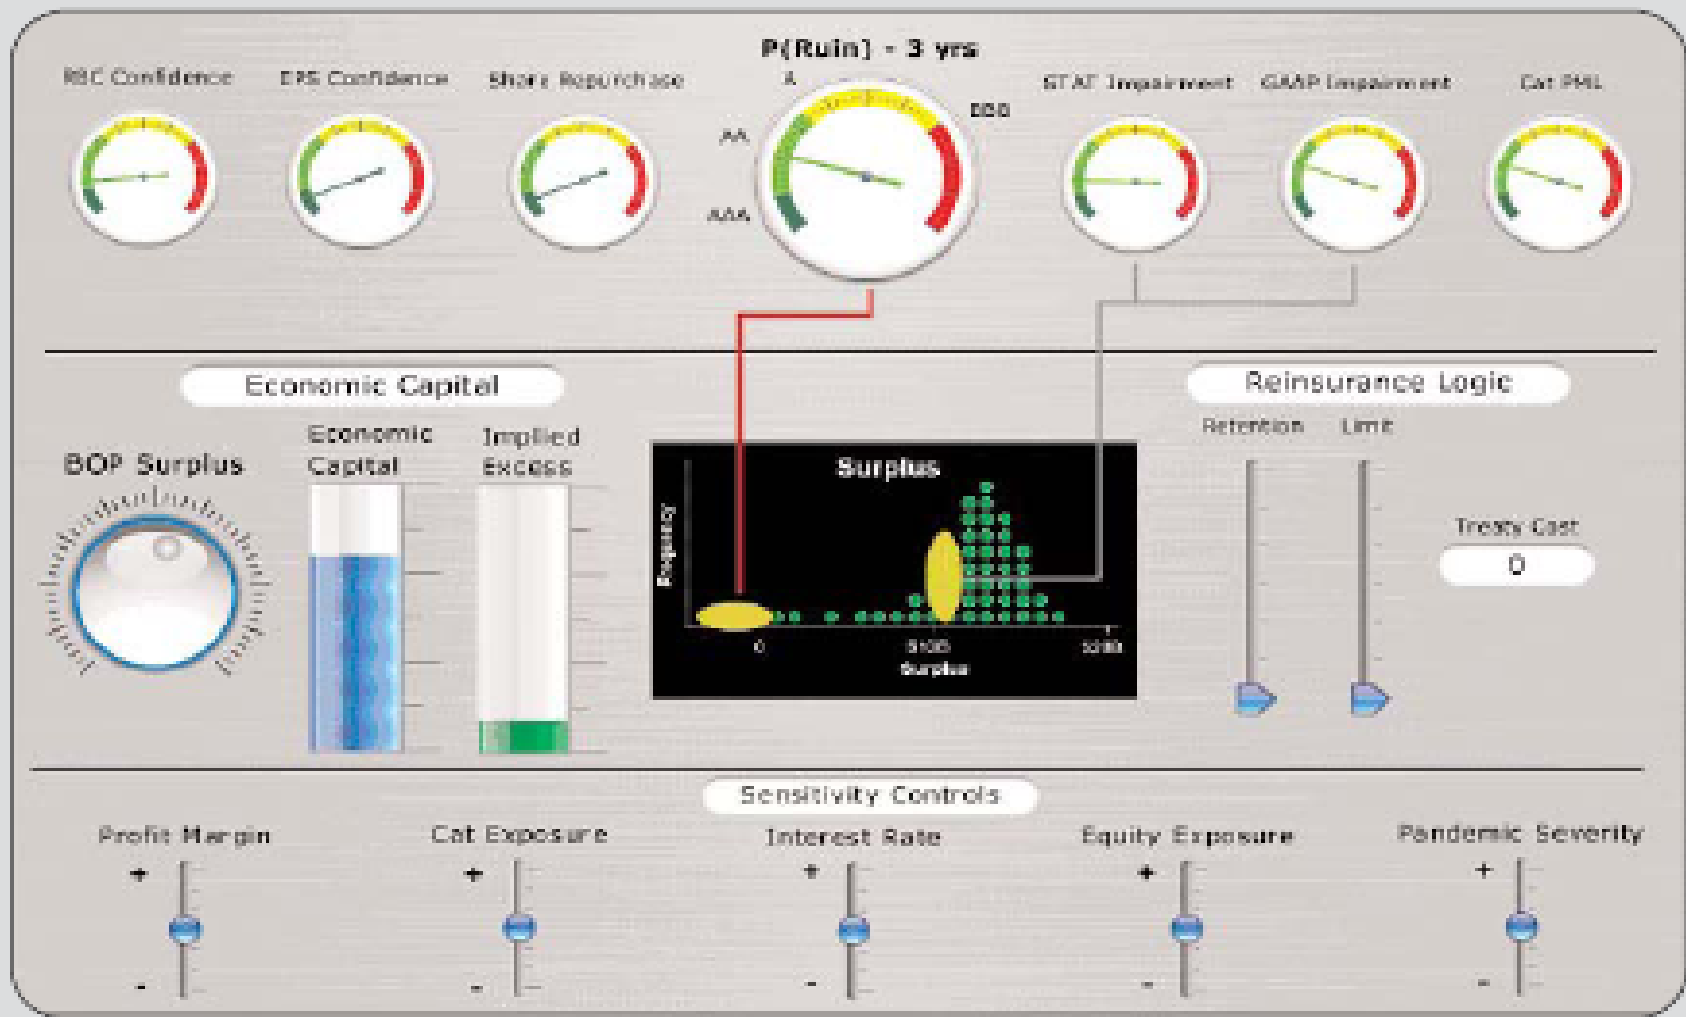 P(Ruin) - 3 yrs
RBC Confidence
EPS Confidence
Share Repurchase
A
BBB
AA
AAA
STAT Impairment
GAAP Impairment
Cat PML
Economic Capital
Reinsurance Logic
BOP Surplus
Economic
Capital
Implied
Excess
Surplus
Frequency
0
Surplus
Retention
Limit
Treaty Cost
0
Sensitivity Controls
Profit Margin
Cat Exposure
Interest Rate
Equity Exposure
Pandemic Severity
+
+
+
+
+
-
-
-
-
-